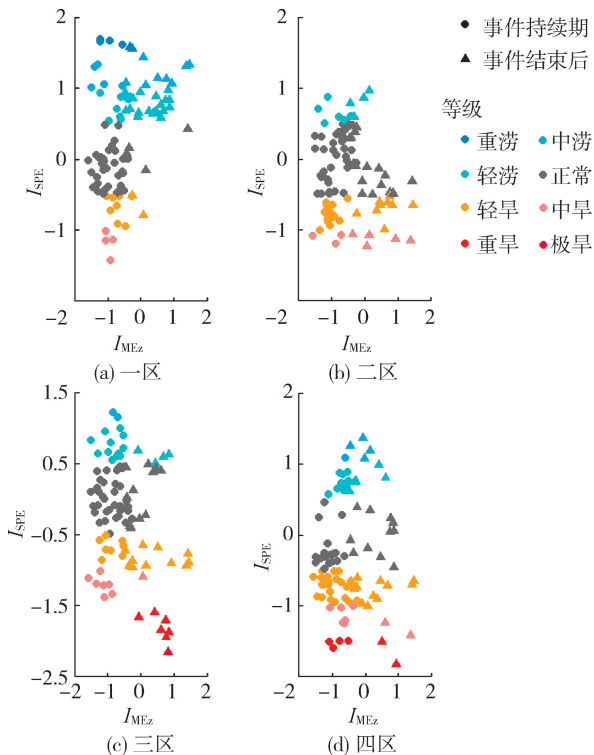 2
1
0
−1
−2
I_SPE
−2 −1 0 1 2
I_MEz
(a) 一区
2
1
0
−1
−2
I_SPE
−2 −1 0 1 2
I_MEz
(b) 二区
事件持续期
事件结束后
等级
重涝 中涝
轻涝 正常
轻旱 中旱
重旱 极旱
1.5
0.5
−0.5
−1.5
−2.5
I_SPE
−2 −1 0 1 2
I_MEz
(c) 三区
2
1
0
−1
−2
I_SPE
−2 −1 0 1 2
I_MEz
(d) 四区